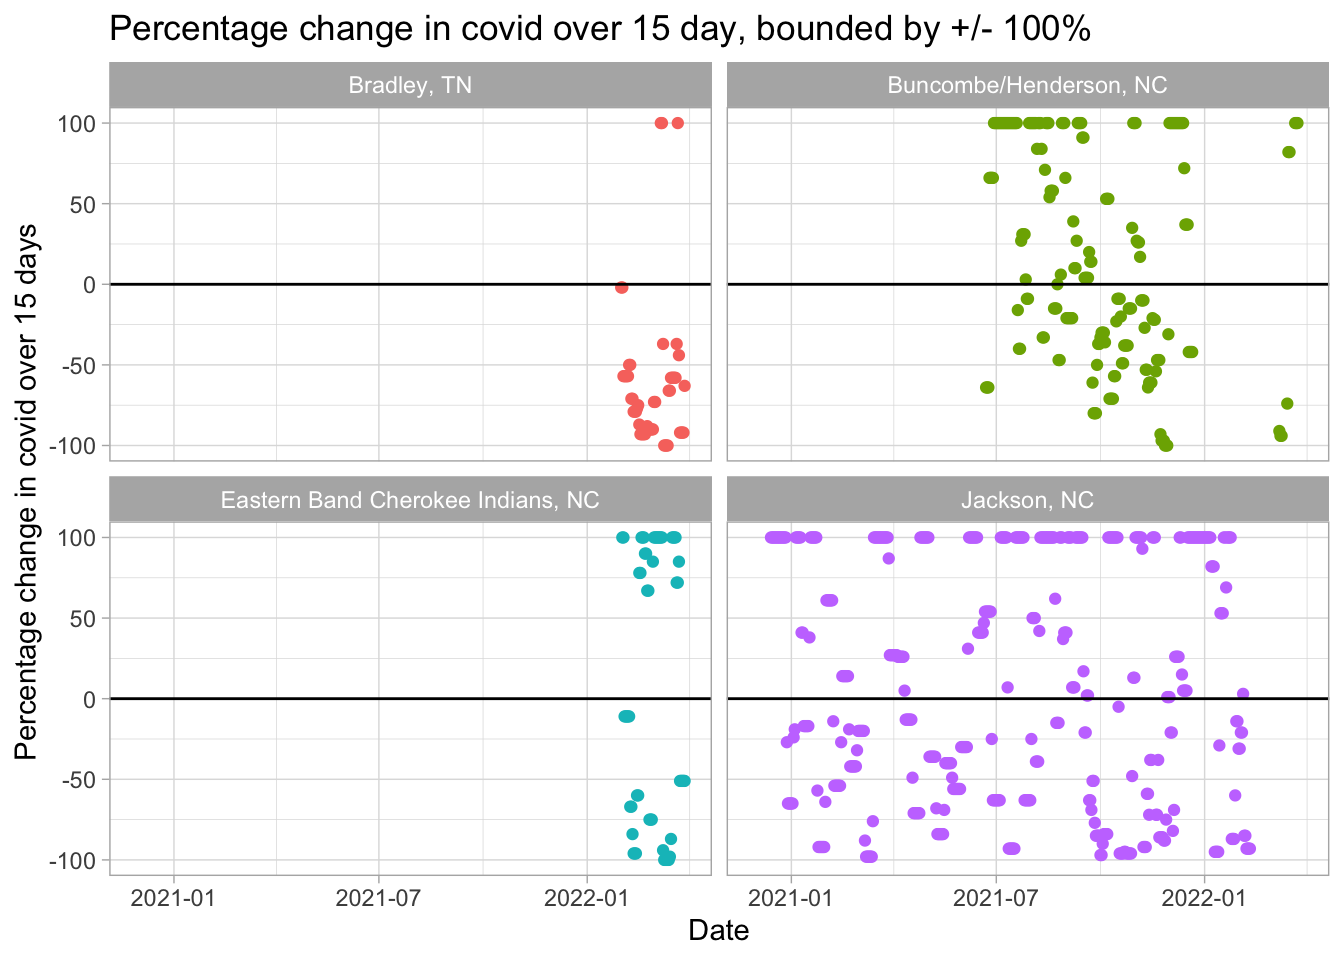 Percentage change in covid over 15 day, bounded by +/- 100%
Bradley, TN
Buncombe/Henderson, NC
100
50
0
-50
-100
Percentage change in covid over 15 days
Eastern Band Cherokee Indians, NC
Jackson, NC
100
50
0
-50
-100
2021-01
2021-07
2022-01
2021-01
2021-07
2022-01
Date